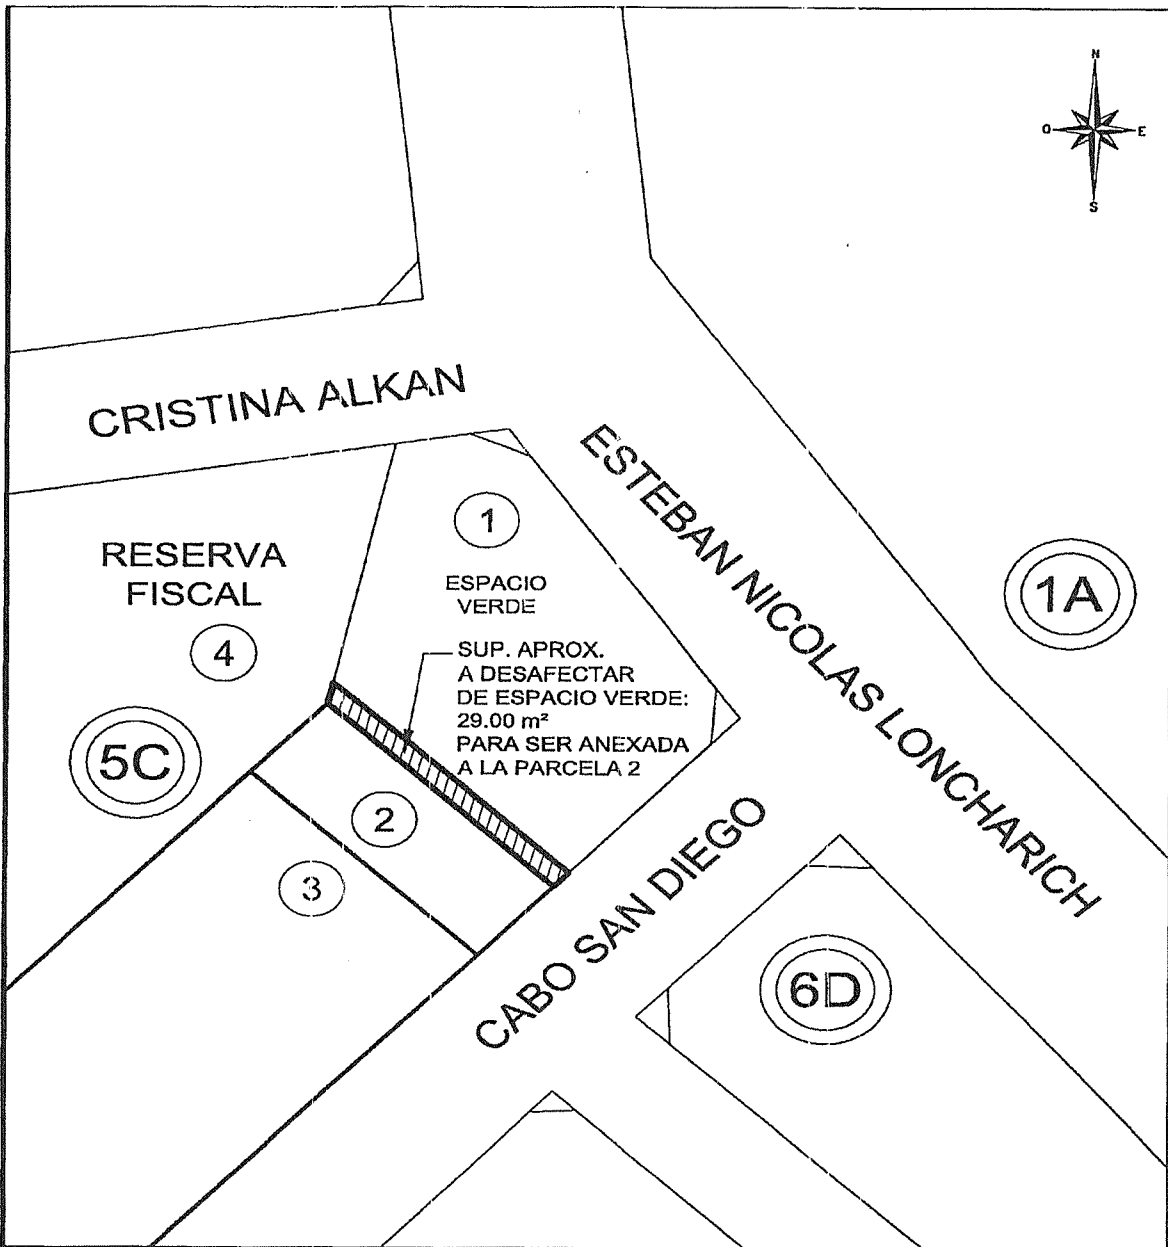 N
O
E
S
CRISTINA ALKAN
ESTEBAN NICOLAS LONCHARICH
1
RESERVA
FISCAL
4
ESPACIO
VERDE
1A
SUP. APROX.
A DESAFECTAR
DE ESPACIO VERDE:
29.00 m²
PARA SER ANEXADA
A LA PARCELA 2
5C
2
3
CABO SAN DIEGO
6D